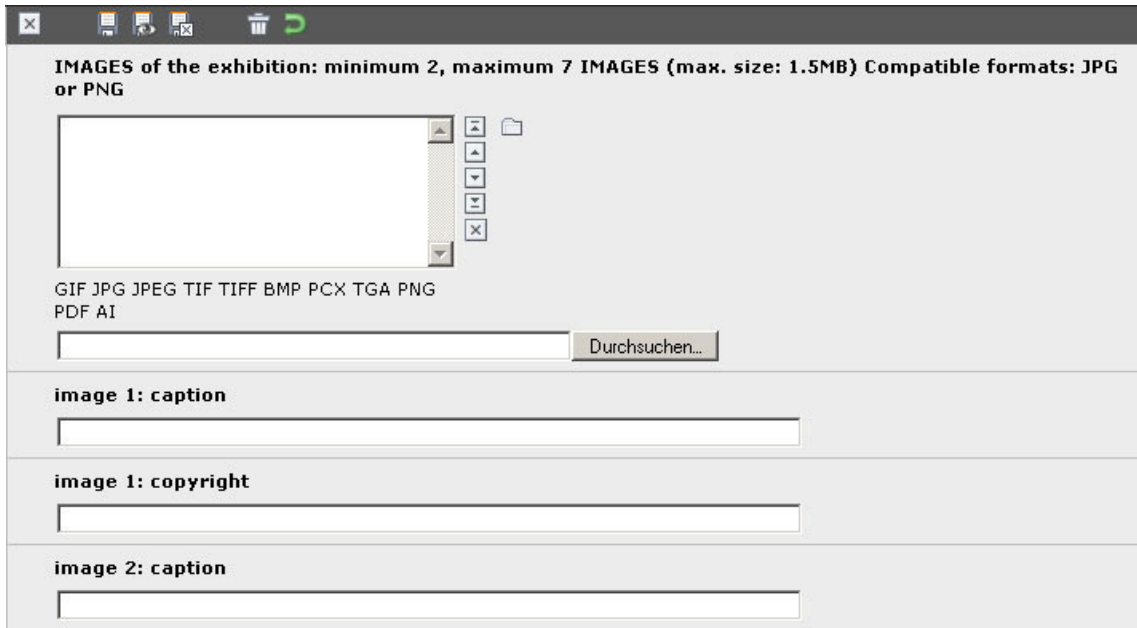 IMAGES of the exhibition: minimum 2, maximum 7 IMAGES (max. size: 1.5MB) Compatible formats: JPG
or PNG
GIF JPG JPEG TIF TIFF BMP PCX TGA PNG
PDF AI
Durchsuchen...
image 1: caption
image 1: copyright
image 2: caption